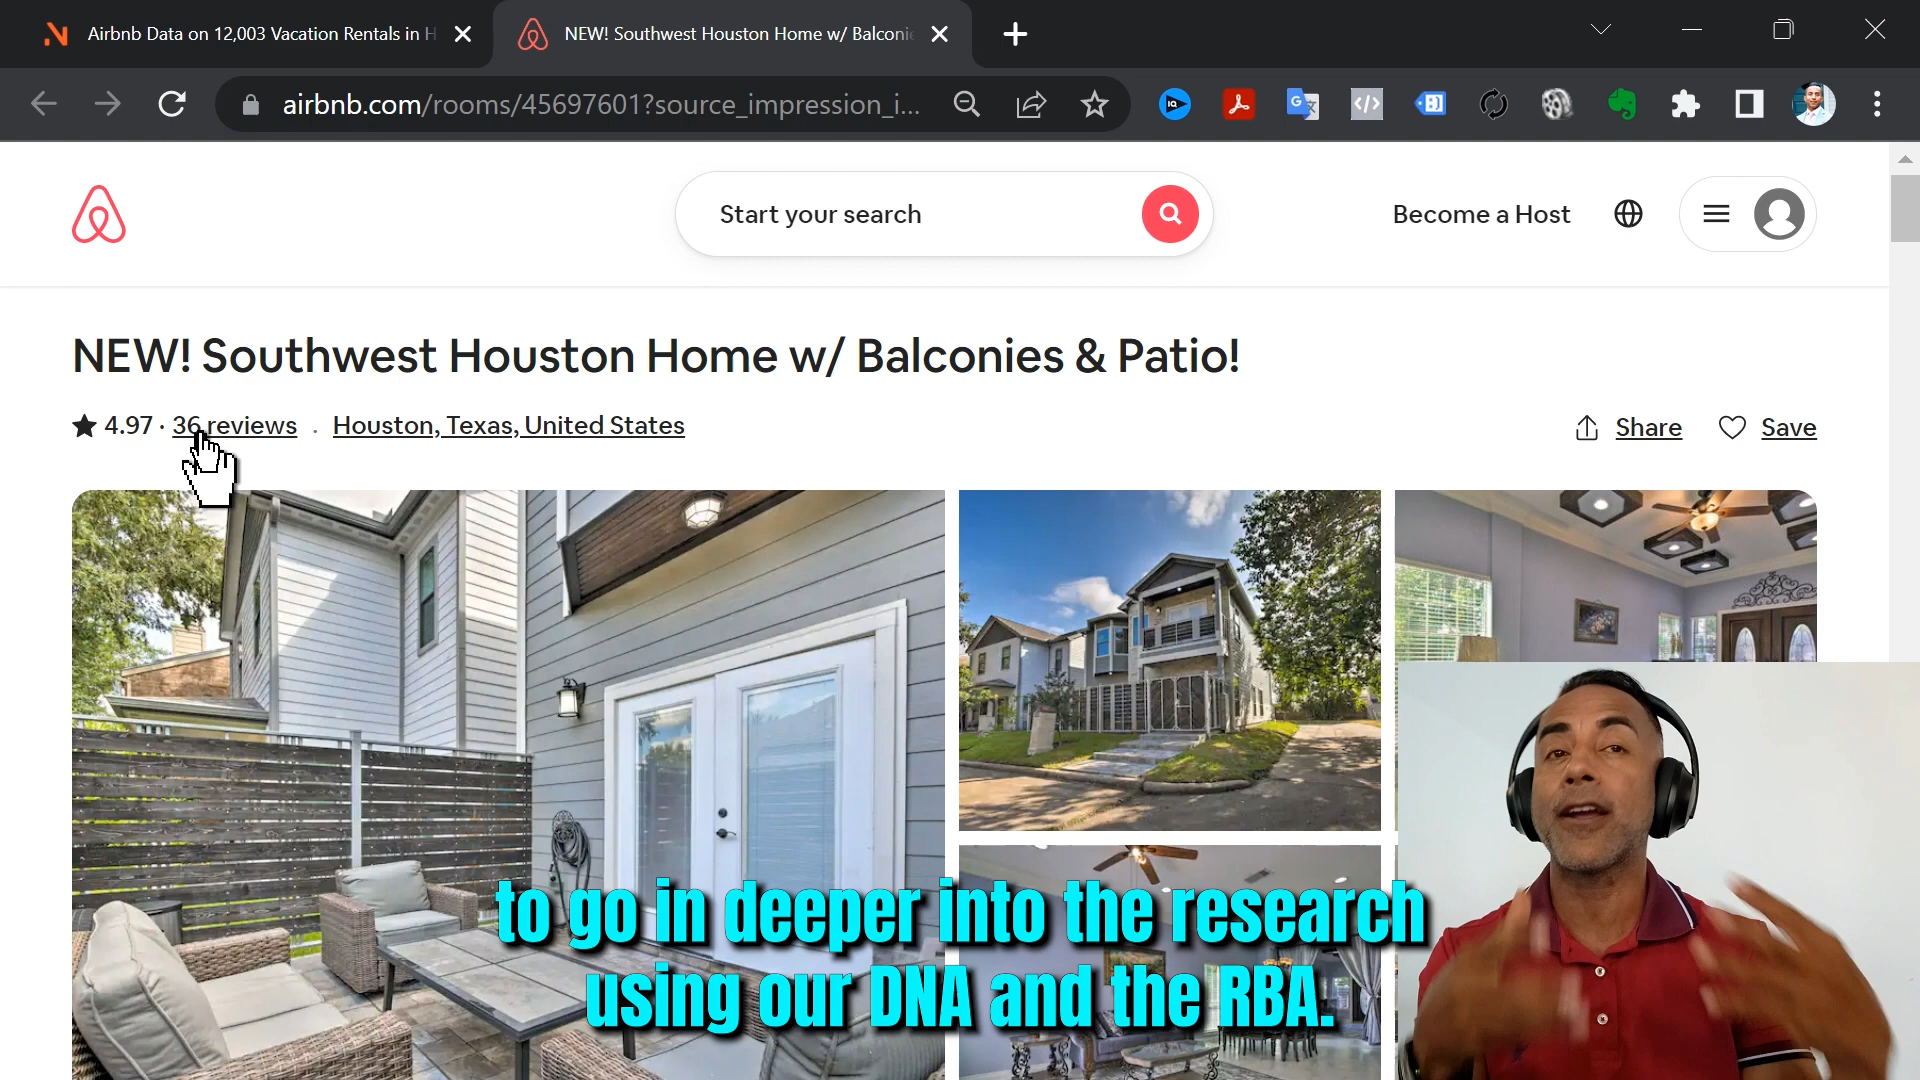 Airbnb Data on 12,003 Vacation Rentals in H
NEW! Southwest Houston Home w/ Balconi
airbnb.com/rooms/45697601?source_impression_i...
Start your search
Become a Host
NEW! Southwest Houston Home w/ Balconies & Patio!
4.97 · 36 reviews · Houston, Texas, United States
Share
Save
to go in deeper into the research
using our DNA and the RBA.